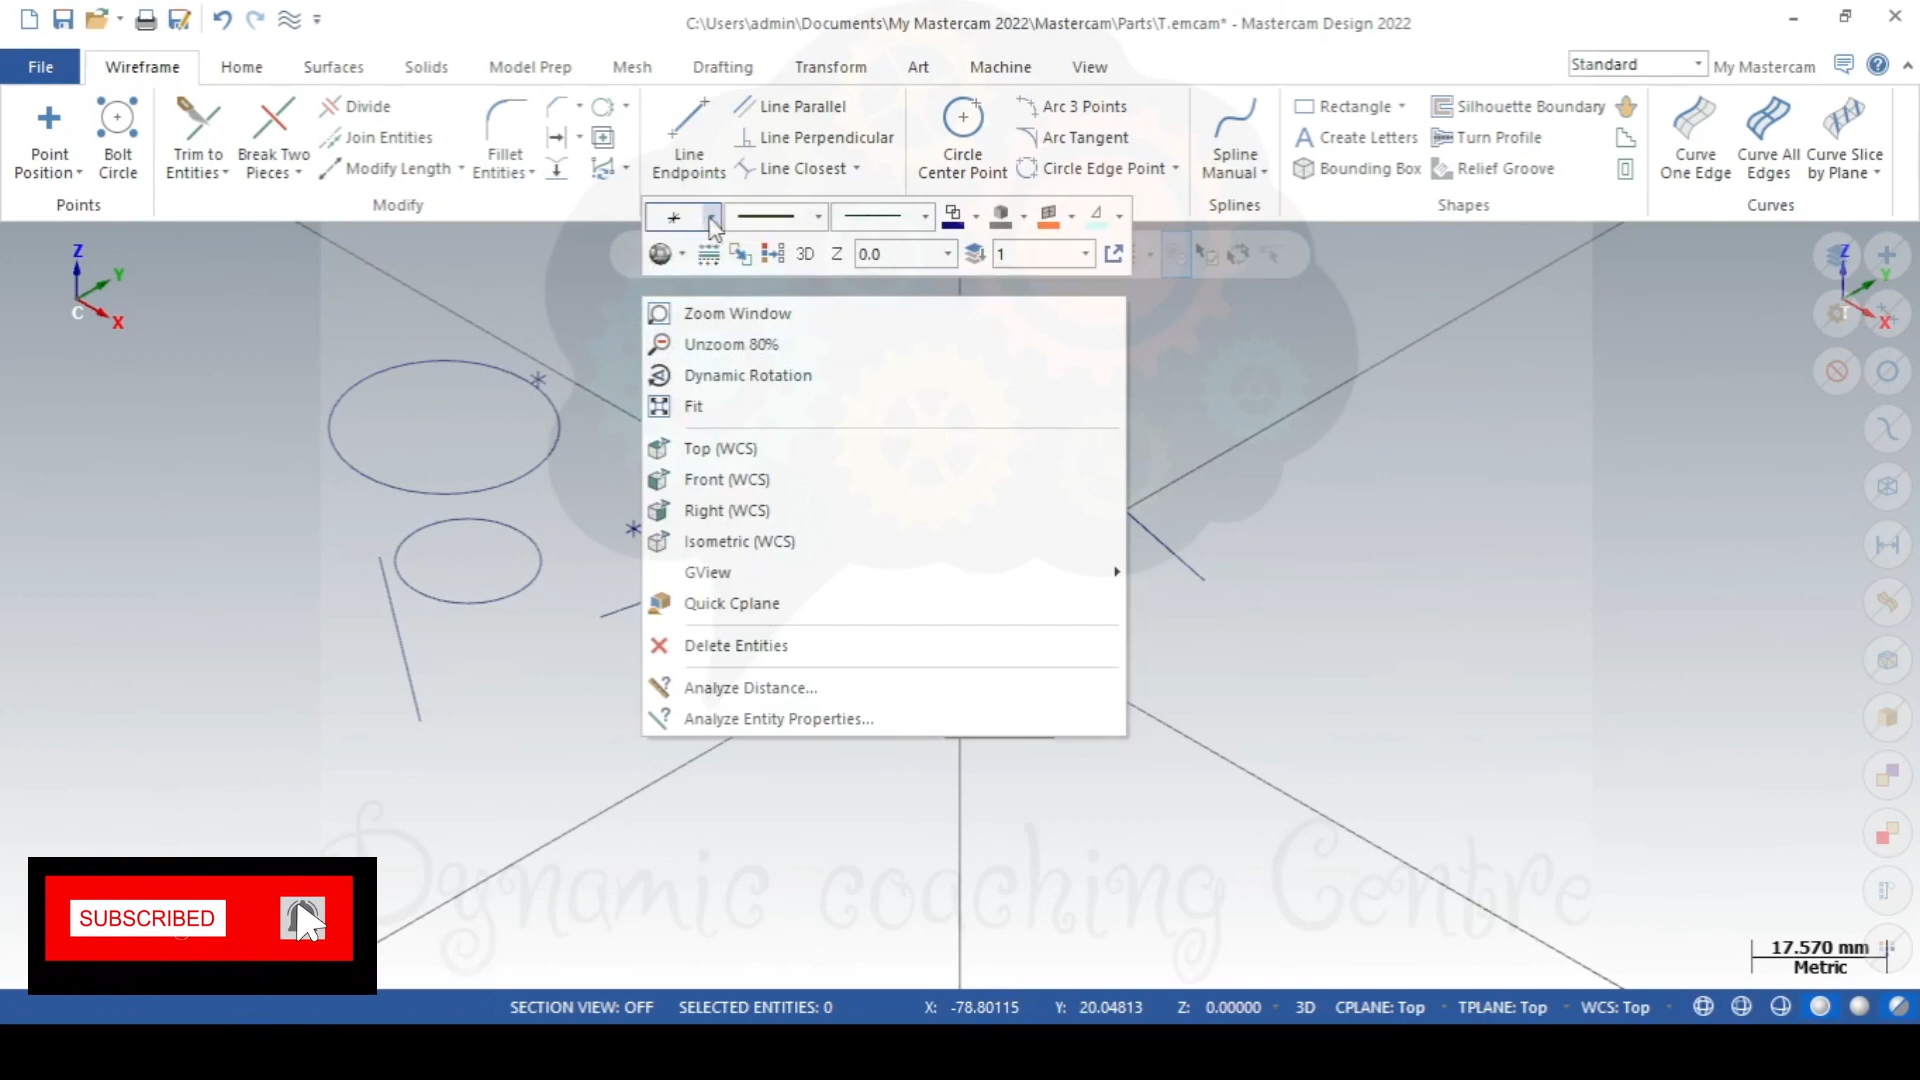 C:\Users\admin\Documents\My Mastercam 2022\Mastercam\Parts\T.emcam* - Mastercam Design 2022
File Wireframe Home Surfaces Solids Model Prep Mesh Drafting Transform Art Machine View Standard My Mastercam
Divide Line Parallel Arc 3 Points Rectangle Silhouette Boundary
Join Entities Line Perpendicular Arc Tangent Create Letters Turn Profile
Point Position Bolt Circle Trim to Entities Break Two Pieces Modify Length Fillet Entities Line Endpoints Line Closest Circle Center Point Circle Edge Point Spline Manual Bounding Box Relief Groove Curve One Edge Curve All Edges Curve Slice by Plane
Points Modify Splines Shapes Curves
3D Z 0.0 1
Z Y X C
Z Y X T
Zoom Window
Unzoom 80%
Dynamic Rotation
Fit
Top (WCS)
Front (WCS)
Right (WCS)
Isometric (WCS)
GView
Quick Cplane
Delete Entities
Analyze Distance...
Analyze Entity Properties...
Dynamic coaching Centre
SUBSCRIBED
17.570 mm
Metric
SECTION VIEW: OFF SELECTED ENTITIES: 0 X: -78.80115 Y: 20.04813 Z: 0.00000 3D CPLANE: Top TPLANE: Top WCS: Top